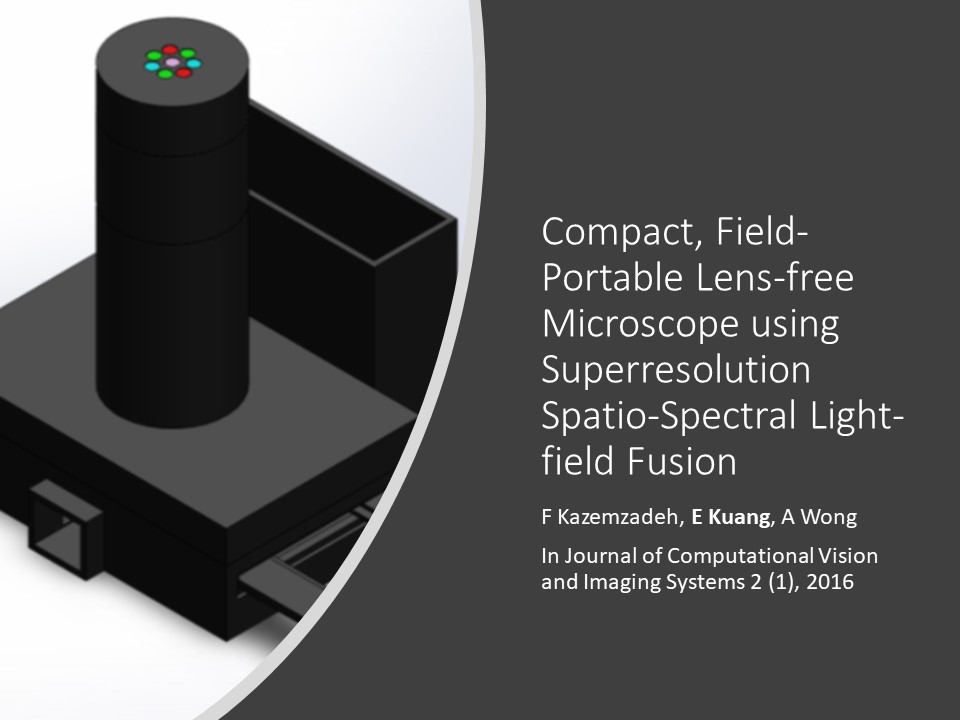 Compact, Field-
Portable Lens-free
Microscope using
Superresolution
Spatio-Spectral Light-
field Fusion
F Kazemzadeh, E Kuang, A Wong
In Journal of Computational Vision
and Imaging Systems 2 (1), 2016